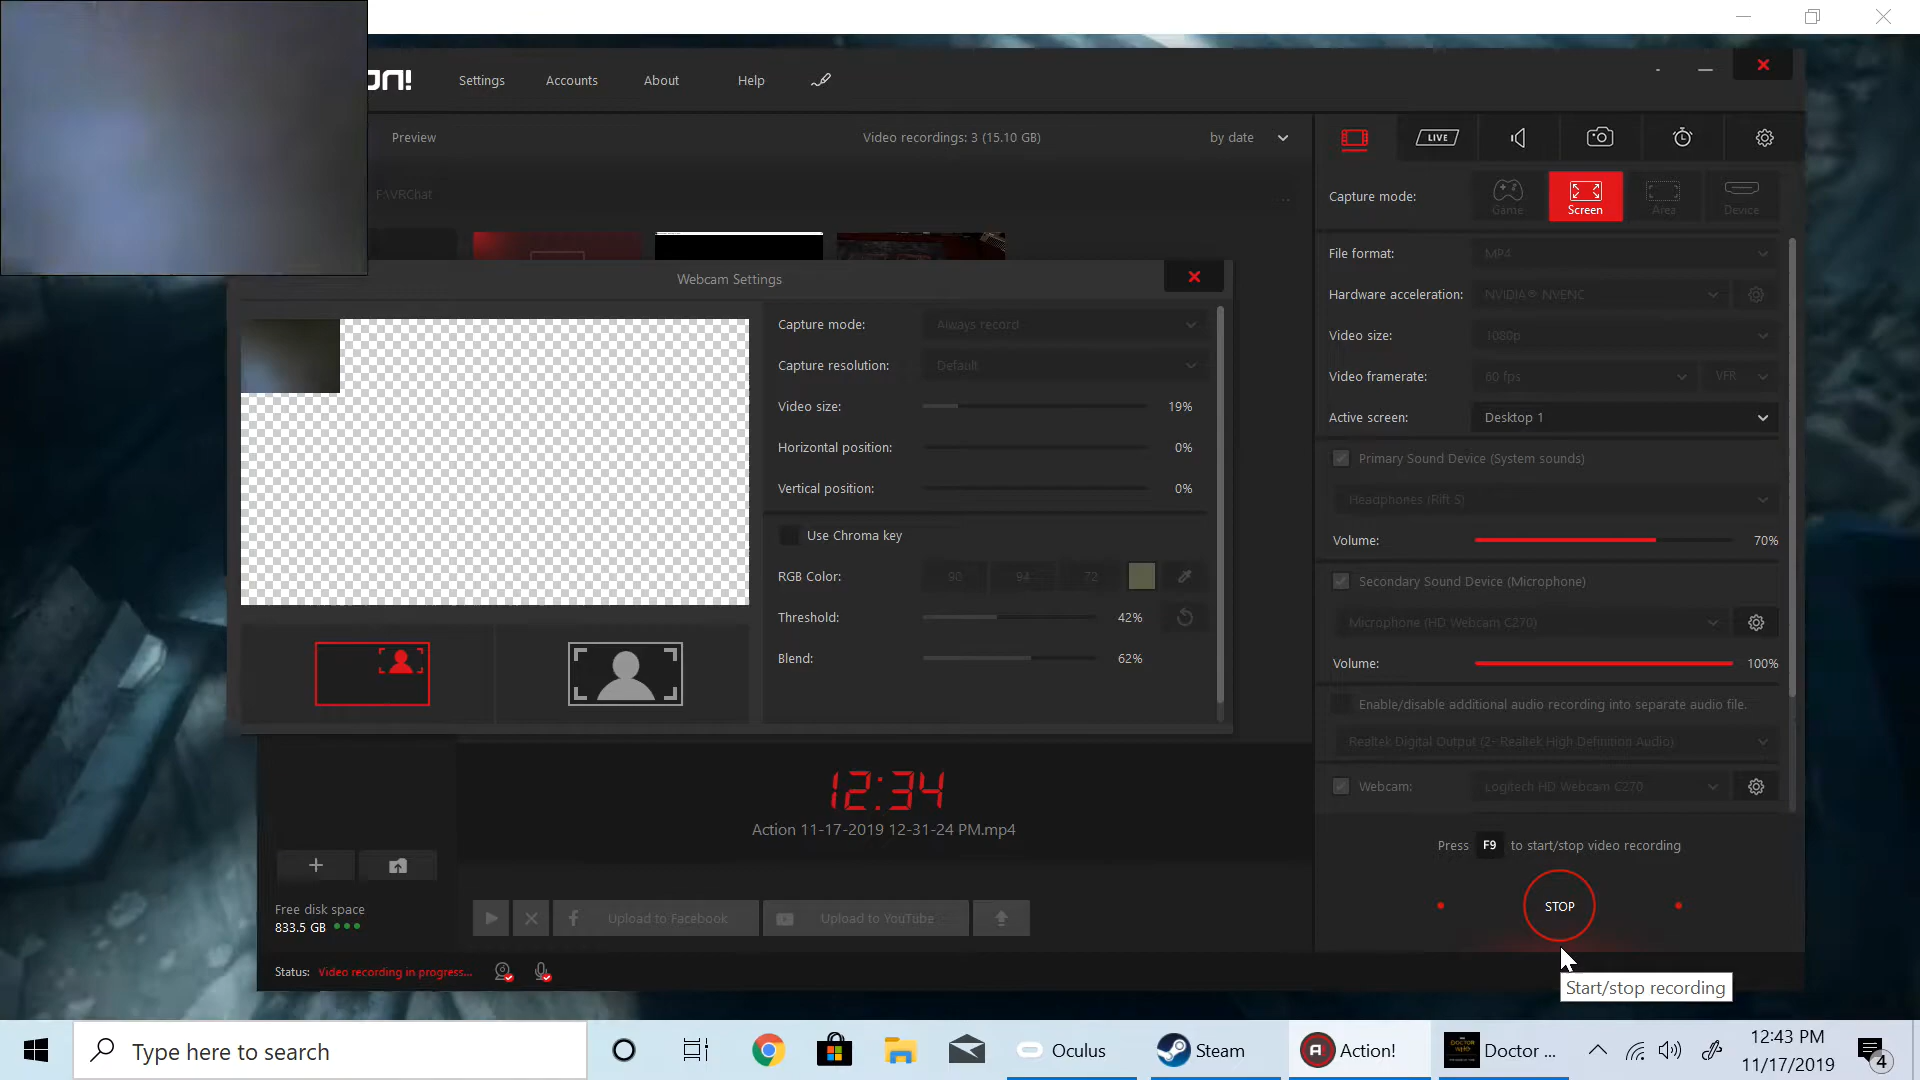 ON!
Settings
Accounts
About
Help
Preview
Video recordings: 3 (15.10 GB)
by date
LIVE
F:\VRChat
...
Capture mode:
Game
Screen
Area
Device
File format:
MP4
Hardware acceleration:
NVIDIA® NVENC
Video size:
1080p
Video framerate:
60 fps
VFR
Active screen:
Desktop 1
Primary Sound Device (System sounds)
Headphones (Rift S)
Volume:
70%
Secondary Sound Device (Microphone)
Microphone (HD Webcam C270)
Volume:
100%
Enable/disable additional audio recording into separate audio file.
Realtek Digital Output (2- Realtek High Definition Audio)
Webcam:
Logitech HD Webcam C270
Press F9 to start/stop video recording
STOP
Start/stop recording
Webcam Settings
Capture mode:
Always record
Capture resolution:
Default
Video size:
19%
Horizontal position:
0%
Vertical position:
0%
Use Chroma key
RGB Color:
90
94
72
Threshold:
42%
Blend:
62%
12:34
Action 11-17-2019 12-31-24 PM.mp4
Free disk space
833.5 GB
Upload to Facebook
Upload to YouTube
Status: Video recording in progress...
Type here to search
Oculus
Steam
Action!
DOCTOR WHO
Doctor ...
12:43 PM
11/17/2019
4